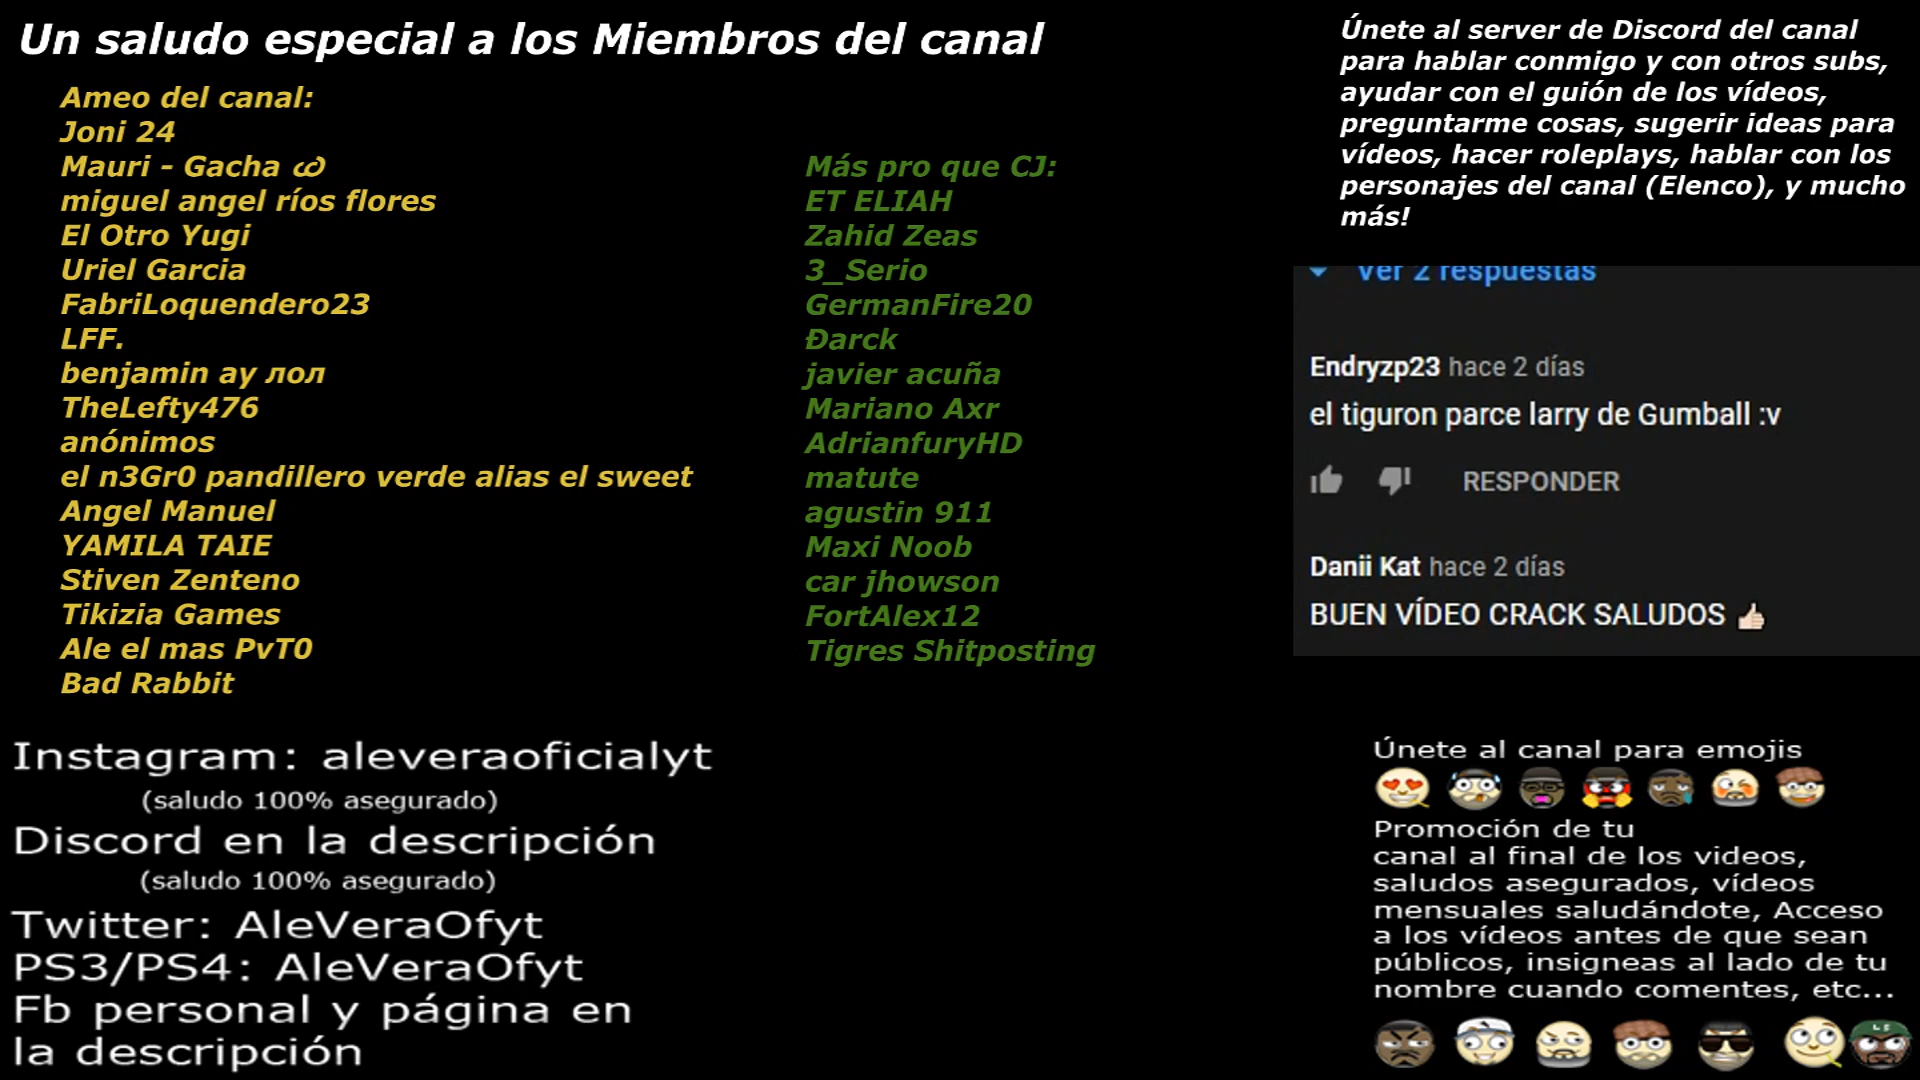 Un saludo especial a los Miembros del canal
Ameo del canal:
Joni 24
Mauri - Gacha
miguel angel ríos flores
El Otro Yugi
Uriel Garcia
FabriLoquendero23
LFF.
benjamin ay лол
TheLefty476
anónimos
el n3Gr0 pandillero verde alias el sweet
Angel Manuel
YAMILA TAIE
Stiven Zenteno
Tikizia Games
Ale el mas PvT0
Bad Rabbit
Más pro que CJ:
ET ELIAH
Zahid Zeas
3_Serio
GermanFire20
Đarck
javier acuña
Mariano Axr
AdrianfuryHD
matute
agustin 911
Maxi Noob
car jhowson
FortAlex12
Tigres Shitposting
Únete al server de Discord del canal
para hablar conmigo y con otros subs,
ayudar con el guión de los vídeos,
preguntarme cosas, sugerir ideas para
vídeos, hacer roleplays, hablar con los
personajes del canal (Elenco), y mucho
más!
Ver 2 respuestas
Endryzp23 hace 2 días
el tiguron parce larry de Gumball :v
RESPONDER
Danii Kat hace 2 días
BUEN VÍDEO CRACK SALUDOS 👍🏻
Instagram: aleveraoficialyt
(saludo 100% asegurado)
Discord en la descripción
(saludo 100% asegurado)
Twitter: AleVeraOfyt
PS3/PS4: AleVeraOfyt
Fb personal y página en
la descripción
Únete al canal para emojis
Promoción de tu
canal al final de los videos,
saludos asegurados, vídeos
mensuales saludándote, Acceso
a los vídeos antes de que sean
públicos, insigneas al lado de tu
nombre cuando comentes, etc...